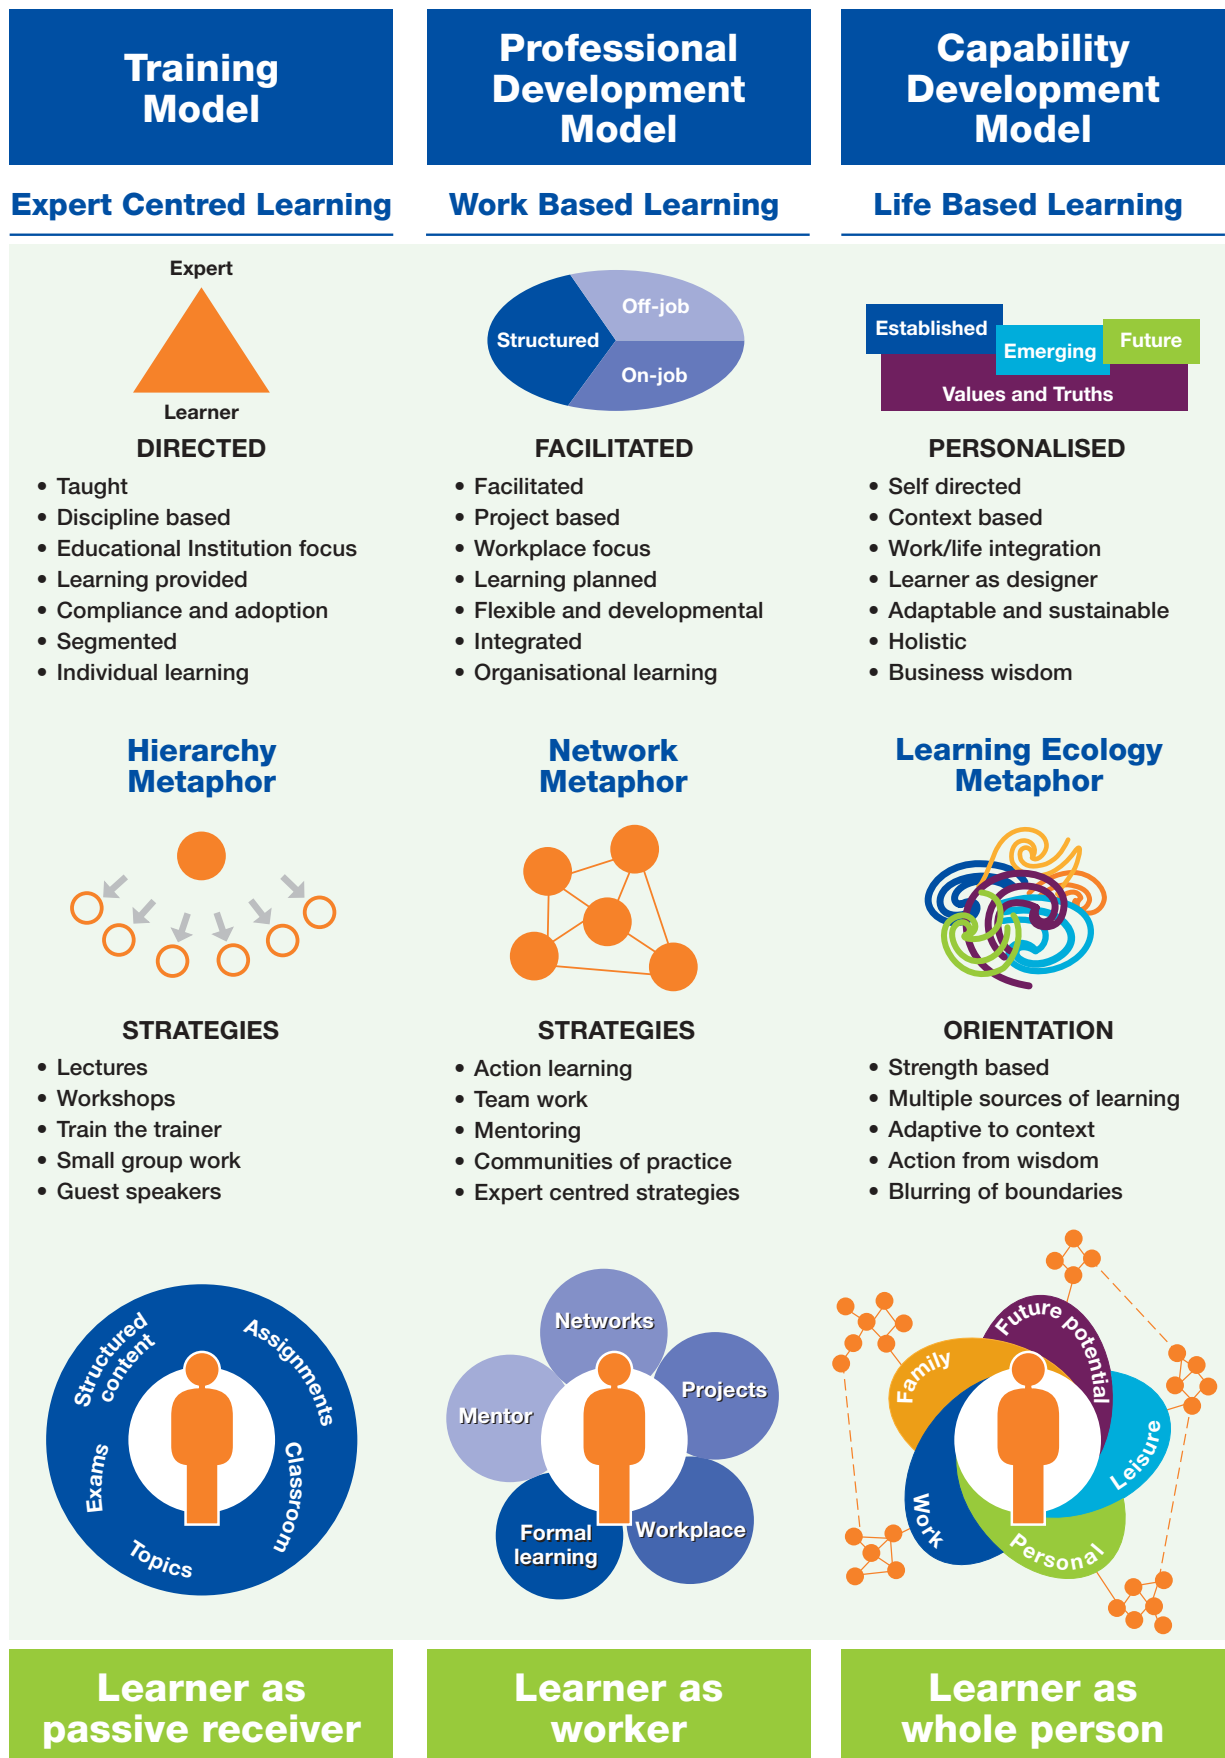 Training
Model
Expert Centred Learning
Expert
Learner
DIRECTED
• Taught
• Discipline based
• Educational Institution focus
• Learning provided
• Compliance and adoption
• Segmented
• Individual learning
Hierarchy
Metaphor
STRATEGIES
• Lectures
• Workshops
• Train the trainer
• Small group work
• Guest speakers
Structured
content
Assignments
Exams
Classroom
Topics
Learner as
passive receiver
Professional
Development
Model
Work Based Learning
Off-job
Structured
On-job
FACILITATED
• Facilitated
• Project based
• Workplace focus
• Learning planned
• Flexible and developmental
• Integrated
• Organisational learning
Network
Metaphor
STRATEGIES
• Action learning
• Team work
• Mentoring
• Communities of practice
• Expert centred strategies
Networks
Projects
Mentor
Formal
learning
Workplace
Learner as
worker
Capability
Development
Model
Life Based Learning
Established
Emerging
Future
Values and Truths
PERSONALISED
• Self directed
• Context based
• Work/life integration
• Learner as designer
• Adaptable and sustainable
• Holistic
• Business wisdom
Learning Ecology
Metaphor
ORIENTATION
• Strength based
• Multiple sources of learning
• Adaptive to context
• Action from wisdom
• Blurring of boundaries
Future potential
Family
Leisure
Work
Personal
Learner as
whole person